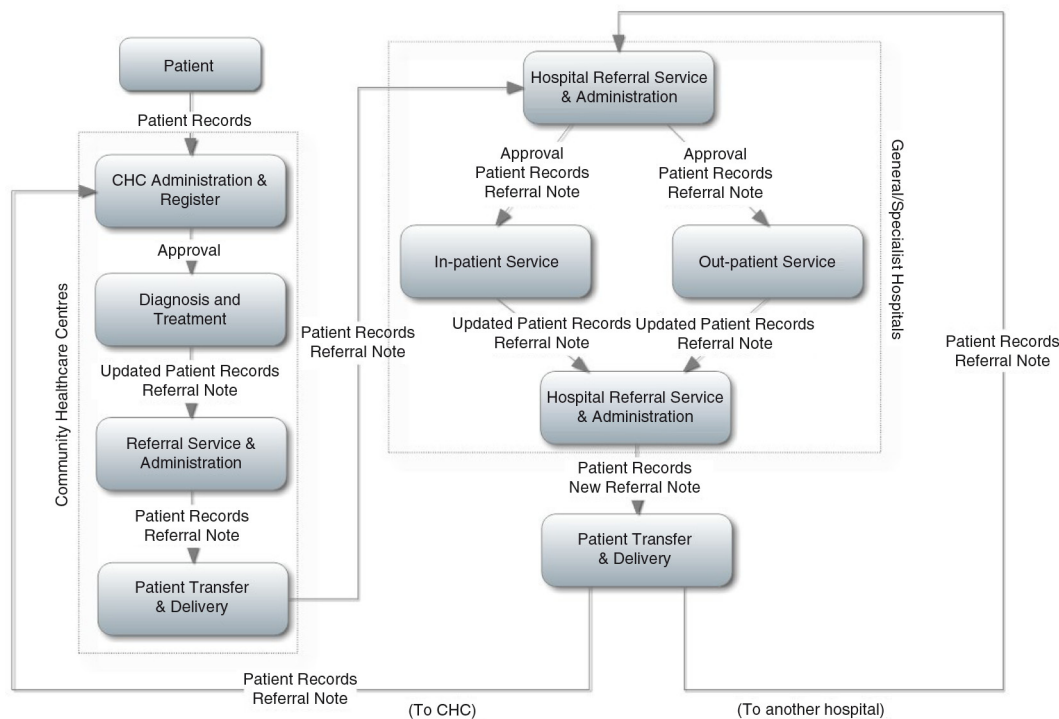 Patient
Patient Records
CHC Administration &
Register
Approval
Diagnosis and
Treatment
Updated Patient Records
Referral Note
Referral Service &
Administration
Patient Records
Referral Note
Patient Transfer
& Delivery
Community Healthcare Centres
Patient Records
Referral Note
Hospital Referral Service
& Administration
Approval
Patient Records
Referral Note
Approval
Patient Records
Referral Note
In-patient Service
Out-patient Service
Updated Patient Records
Referral Note
Updated Patient Records
Referral Note
Hospital Referral Service
& Administration
General/Specialist Hospitals
Patient Records
New Referral Note
Patient Transfer
& Delivery
Patient Records
Referral Note
Patient Records
Referral Note
(To CHC)
(To another hospital)